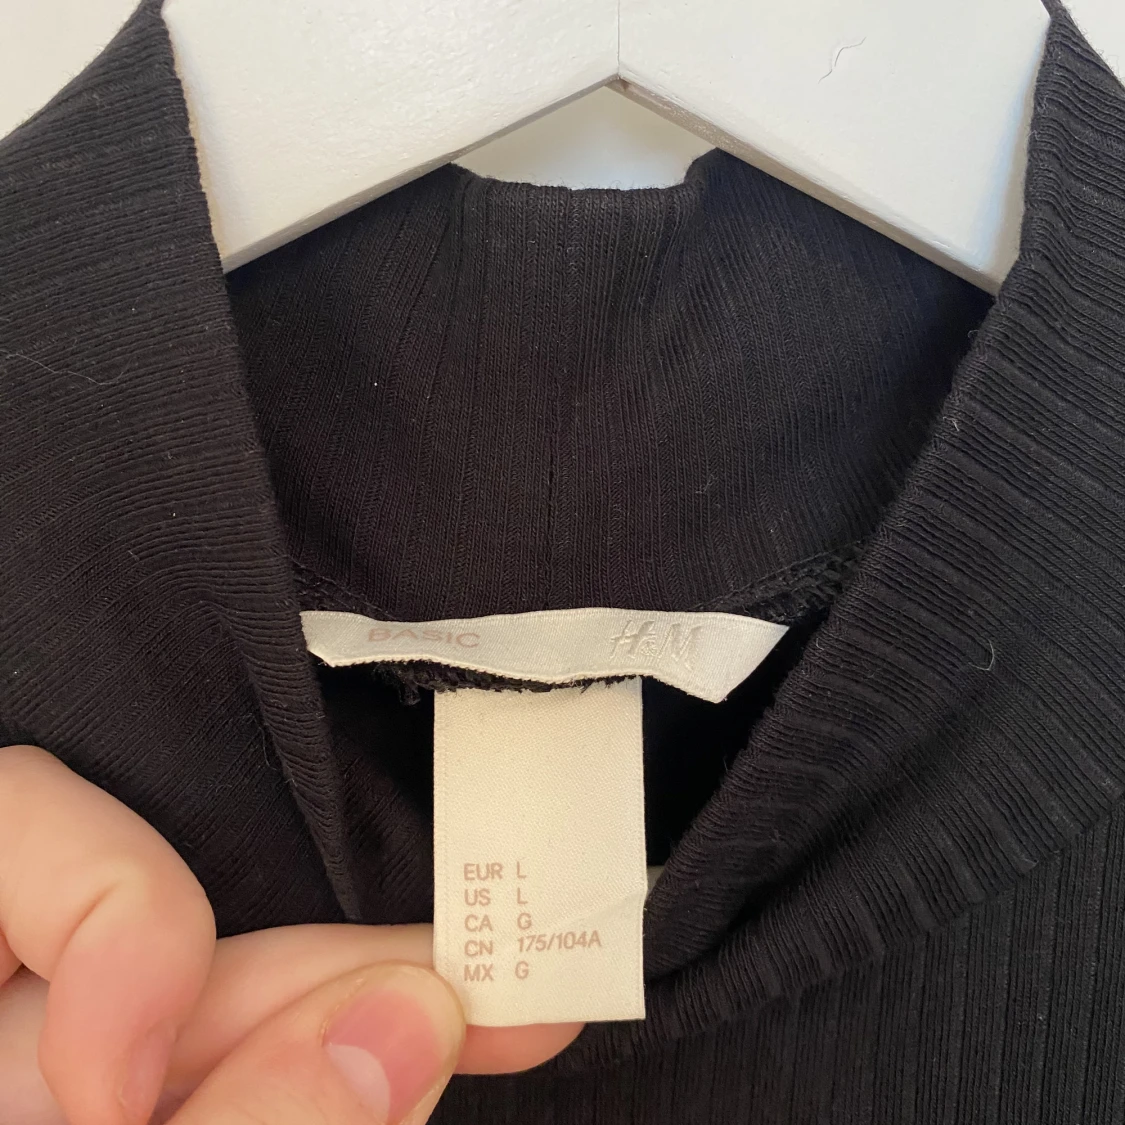 BASIC H&M
EUR L
US L
CA G
CN 175/104A
MX G